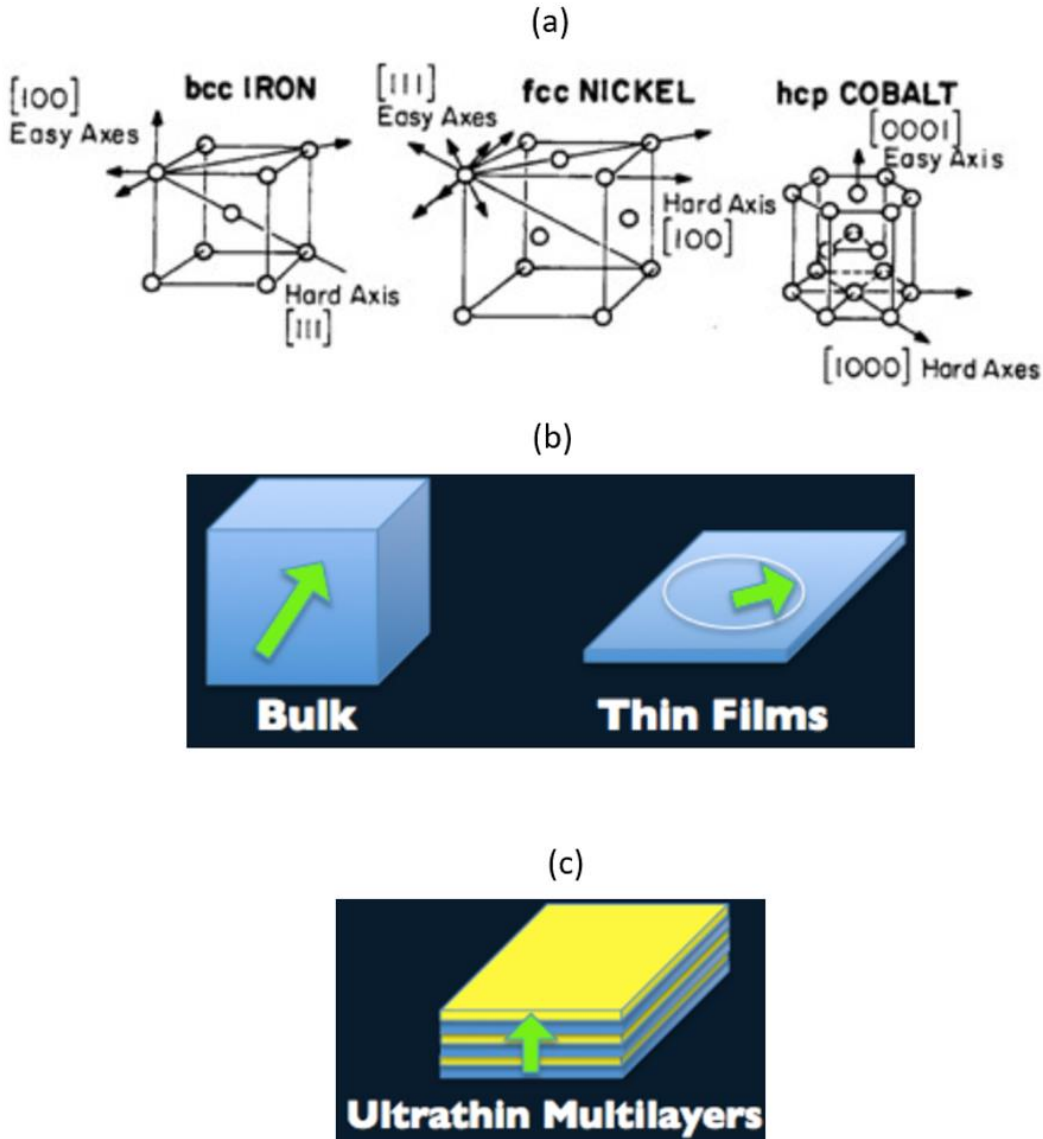 (a)
bcc IRON
[100]
Easy Axes
Hard Axis
[111]
fcc NICKEL
[111]
Easy Axes
Hard Axis
[100]
hcp COBALT
[0001]
Easy Axis
[1000] Hard Axes
(b)
Bulk
Thin Films
(c)
Ultrathin Multilayers